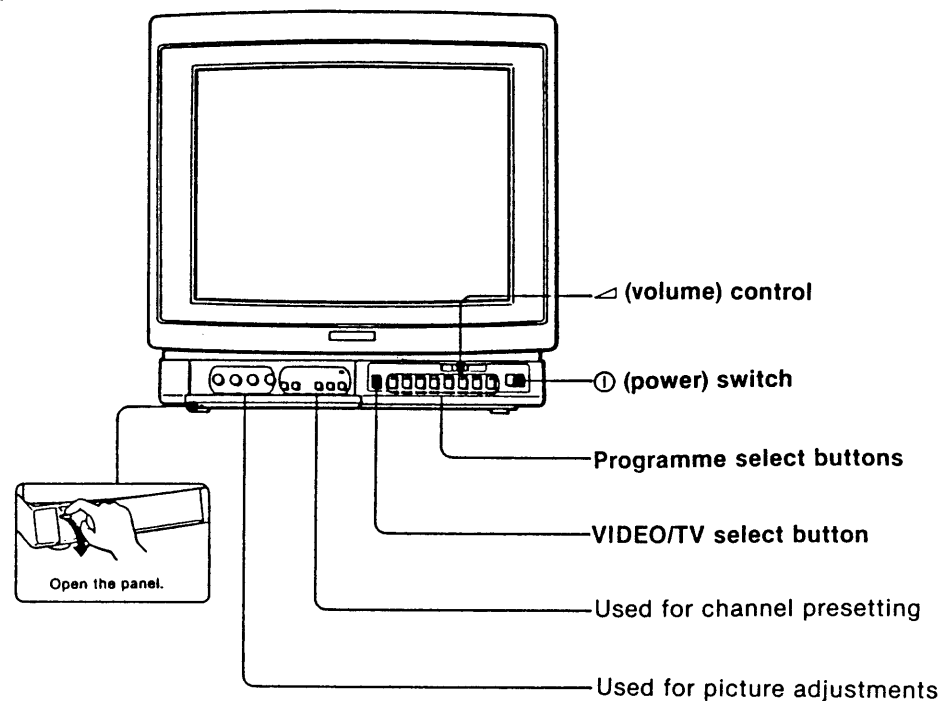 ⊿ (volume) control
⏼ (power) switch
Programme select buttons
VIDEO/TV select button
Open the panel.
Used for channel presetting
Used for picture adjustments